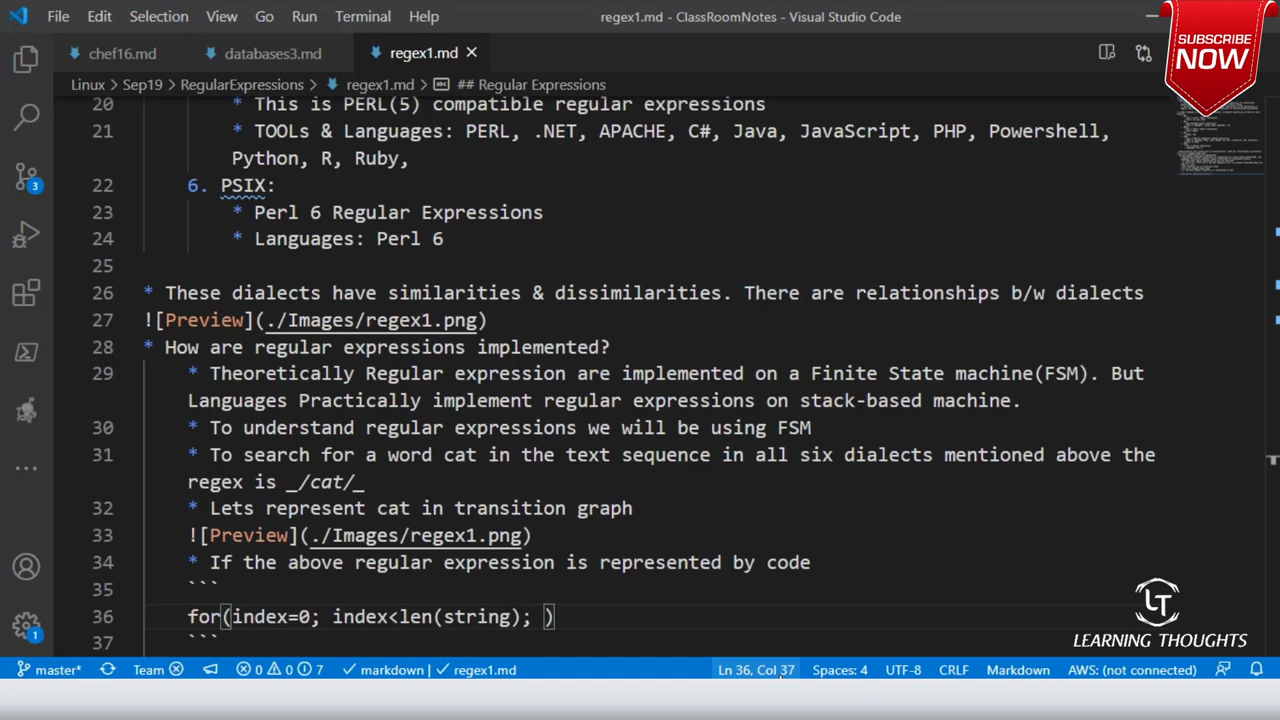 File Edit Selection View Go Run Terminal Help regex1.md - ClassRoomNotes - Visual Studio Code
SUBSCRIBE
NOW
chef16.md databases3.md regex1.md
Linux > Sep19 > RegularExpressions > regex1.md > ## Regular Expressions
20 * This is PERL(5) compatible regular expressions
21 * TOOLs & Languages: PERL, .NET, APACHE, C#, Java, JavaScript, PHP, Powershell,
Python, R, Ruby,
22 6. PSIX:
23 * Perl 6 Regular Expressions
24 * Languages: Perl 6
25
26 * These dialects have similarities & dissimilarities. There are relationships b/w dialects
27 ![Preview](./Images/regex1.png)
28 * How are regular expressions implemented?
29 * Theoretically Regular expression are implemented on a Finite State machine(FSM). But
Languages Practically implement regular expressions on stack-based machine.
30 * To understand regular expressions we will be using FSM
31 * To search for a word cat in the text sequence in all six dialects mentioned above the
regex is _/cat/_
32 * Lets represent cat in transition graph
33 ![Preview](./Images/regex1.png)
34 * If the above regular expression is represented by code
35 ```
36 for(index=0; index<len(string); )
37 ```
3
1
LT
LEARNING THOUGHTS
master* Team 0 0 7 markdown | regex1.md Ln 36, Col 37 Spaces: 4 UTF-8 CRLF Markdown AWS: (not connected)